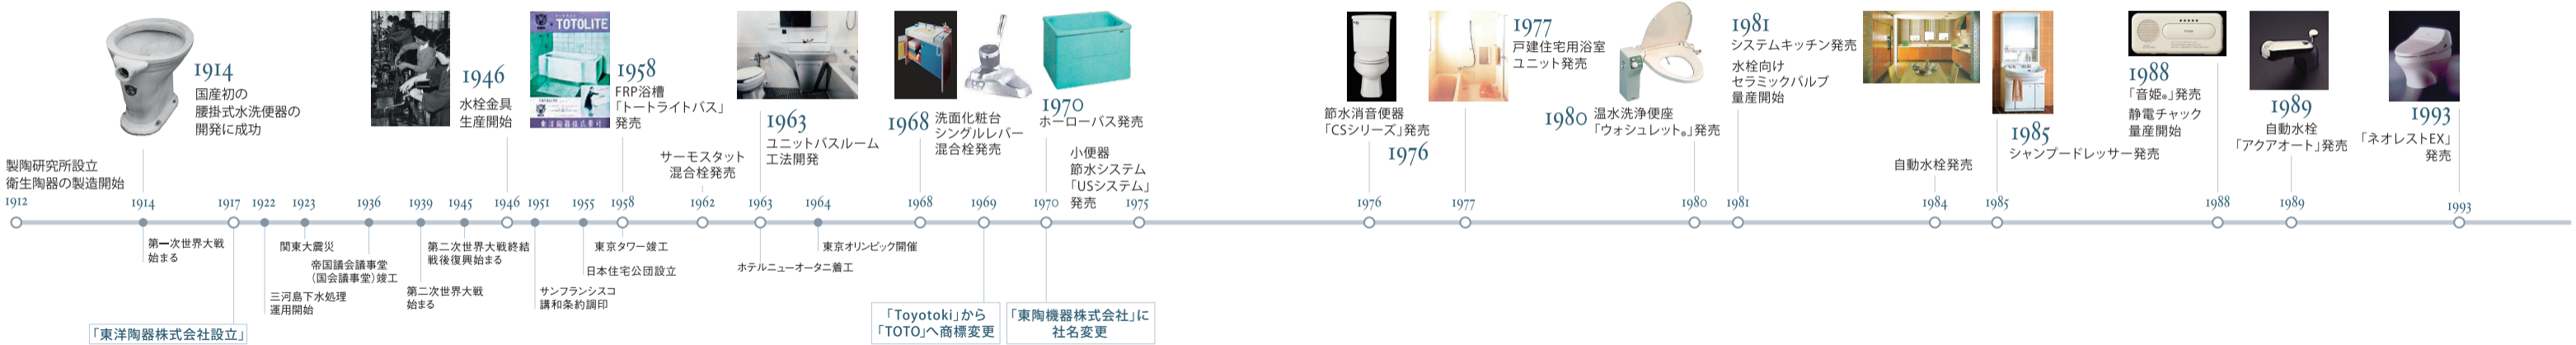 製陶研究所設立
衛生陶器の製造開始
1912
1914
国産初の
腰掛式水洗便器の
開発に成功
1914
第一次世界大戦
始まる
1917
「東洋陶器株式会社設立」
1922
三河島下水処理
運用開始
1923
関東大震災
1936
帝国議会議事堂
(国会議事堂)竣工
1939
第二次世界大戦
始まる
1945
第二次世界大戦終結
戦後復興始まる
1946
水栓金具
生産開始
1946
1951
サンフランシスコ
講和条約調印
1955
日本住宅公団設立
TOTOLITE
東洋陶器株式會社
1958
FRP浴槽
「トートライトバス」
発売
1958
東京タワー竣工
サーモスタット
混合栓発売
1962
1963
ユニットバスルーム
工法開発
1963
ホテルニューオータニ着工
1964
東京オリンピック開催
1968
洗面化粧台
シングルレバー
混合栓発売
1968
1969
「Toyotoki」から
「TOTO」へ商標変更
1970
ホーローバス発売
1970
「東陶機器株式会社」に
社名変更
小便器
節水システム
「USシステム」
発売
1975
節水消音便器
「CSシリーズ」発売
1976
1976
1977
戸建住宅用浴室
ユニット発売
1977
1980
温水洗浄便座
「ウォシュレット®」発売
1980
1981
システムキッチン発売
水栓向け
セラミックバルブ
量産開始
1981
自動水栓発売
1984
1985
シャンプードレッサー発売
1985
1988
「音姫®」発売
静電チャック
量産開始
1988
1989
自動水栓
「アクアオート」発売
1989
1993
「ネオレストEX」
発売
1993